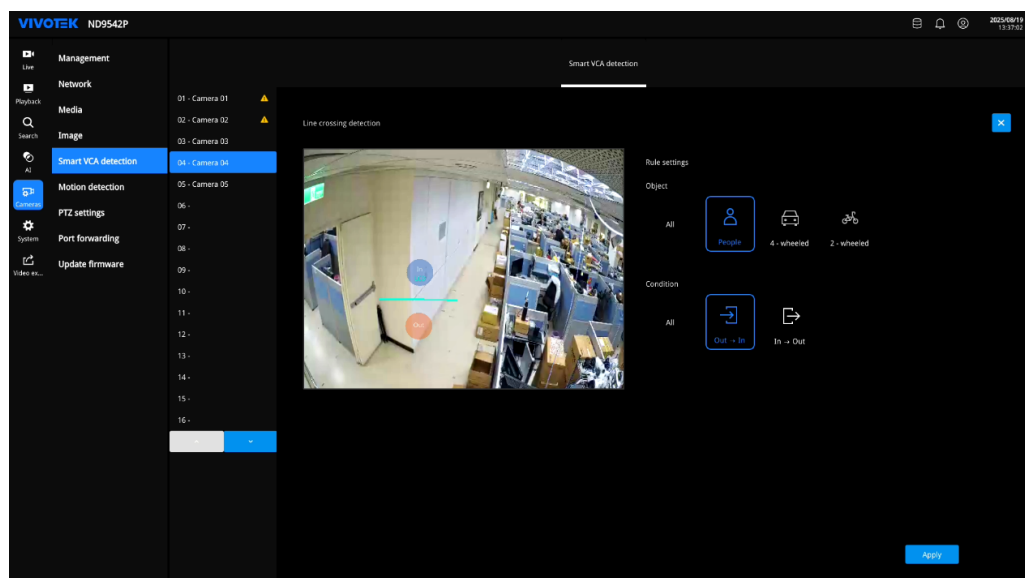 VIVOTEK ND9542P
2025/08/19
13:37:02
Live
Playback
Search
AI
Cameras
System
Video ex...
Management
Network
Media
Image
Smart VCA detection
Motion detection
PTZ settings
Port forwarding
Update firmware
Smart VCA detection
01 - Camera 01
02 - Camera 02
03 - Camera 03
04 - Camera 04
05 - Camera 05
06 -
07 -
08 -
09 -
10 -
11 -
12 -
13 -
14 -
15 -
16 -
Line crossing detection
In
Out
Rule settings
Object
All
People
4 - wheeled
2 - wheeled
Condition
All
Out → In
In → Out
Apply